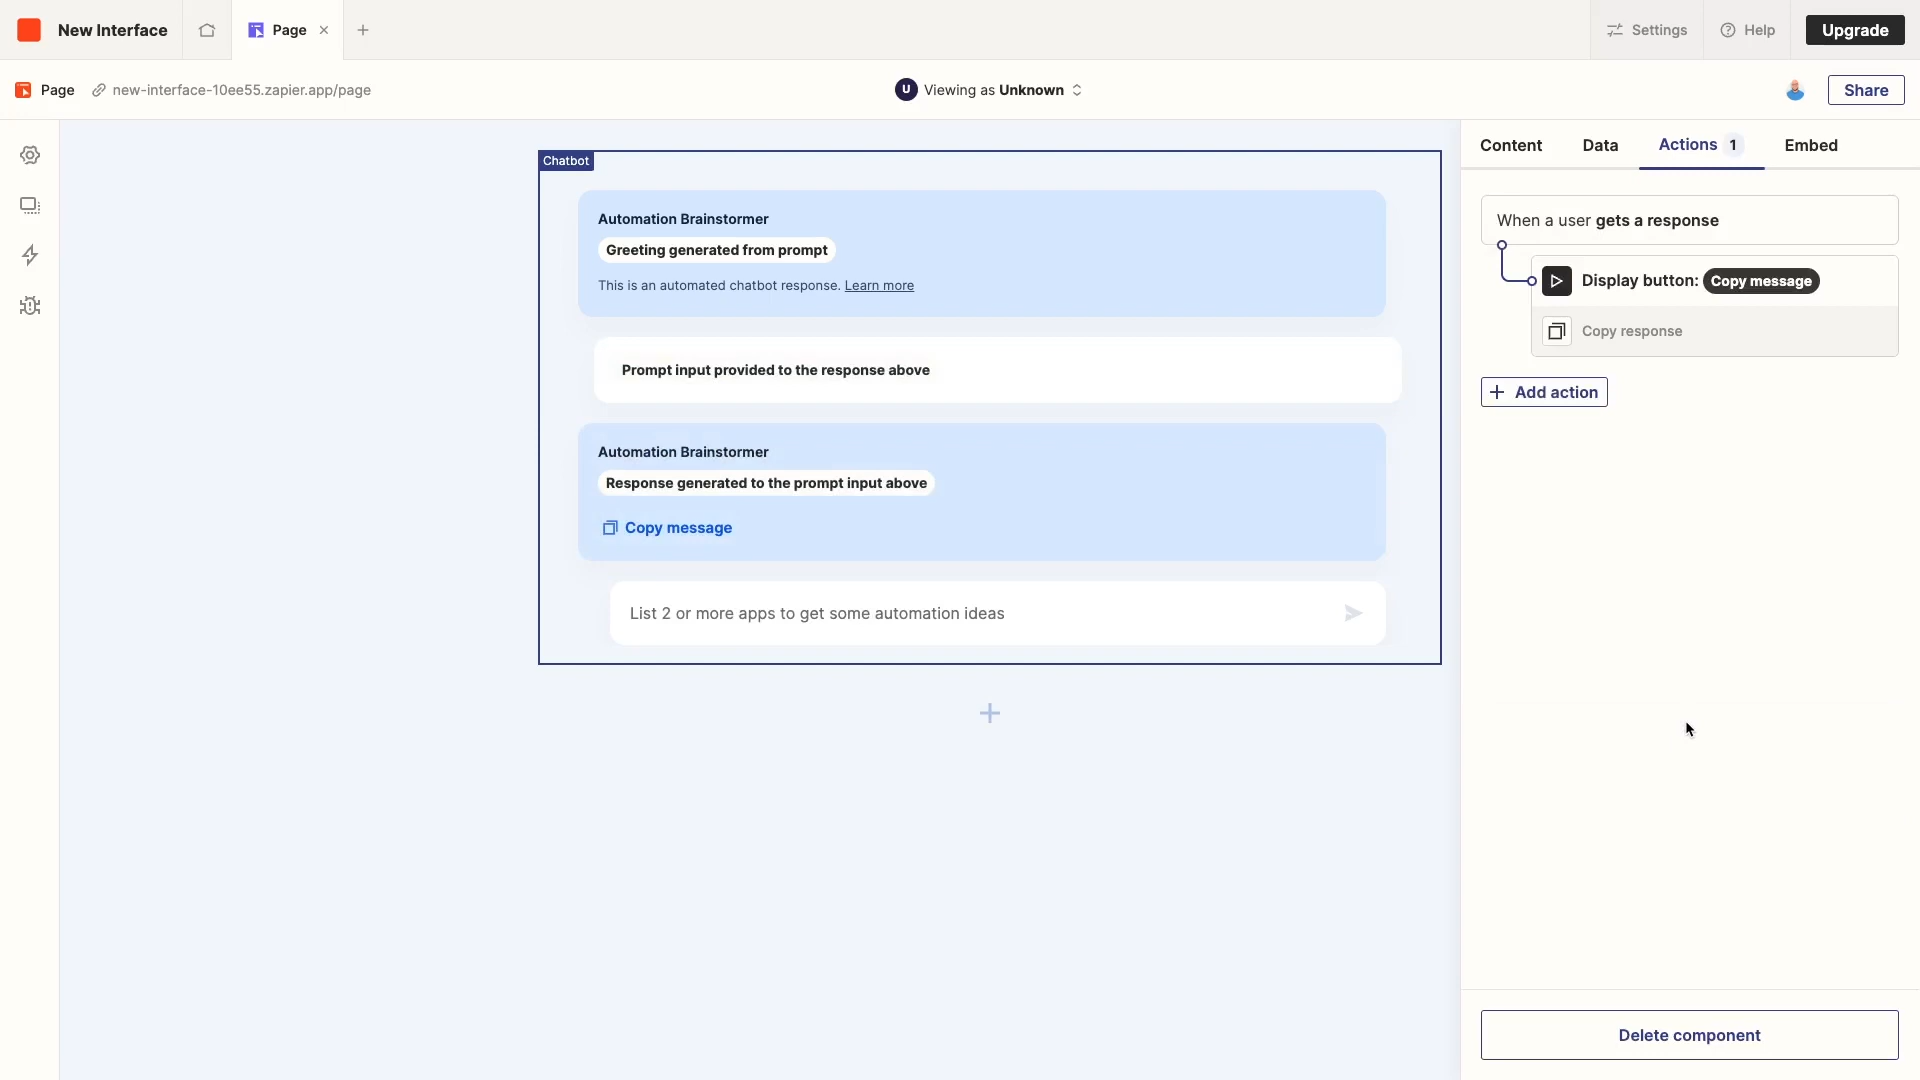 New Interface
Page
Settings
Help
Upgrade
Page
new-interface-10ee55.zapier.app/page
U
Viewing as Unknown
Share
Chatbot
Automation Brainstormer
Greeting generated from prompt
This is an automated chatbot response. Learn more
Prompt input provided to the response above
Automation Brainstormer
Response generated to the prompt input above
Copy message
List 2 or more apps to get some automation ideas
Content
Data
Actions 1
Embed
When a user gets a response
Display button: Copy message
Copy response
Add action
Delete component